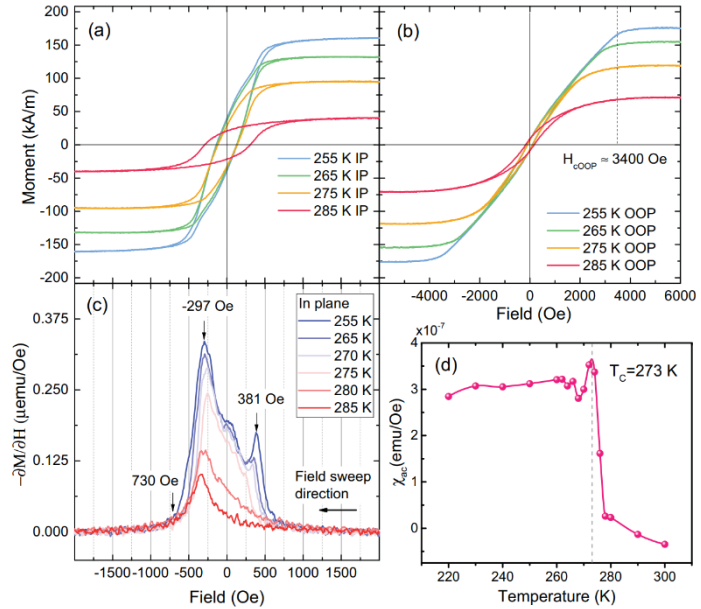 (a)
200
150
100
50
0
-50
-100
-150
-200
Moment (kA/m)
255 K IP
265 K IP
275 K IP
285 K IP
(b)
H_cOOP ≃ 3400 Oe
255 K OOP
265 K OOP
275 K OOP
285 K OOP
-4000 -2000 0 2000 4000 6000
Field (Oe)
(c)
-297 Oe
381 Oe
730 Oe
In plane
255 K
265 K
270 K
275 K
280 K
285 K
Field sweep
direction
0.375
0.250
0.125
0.000
−∂M/∂H (μemu/Oe)
-1500 -1000 -500 0 500 1000 1500
Field (Oe)
(d)
×10⁻⁷
T_C=273 K
4
3
2
1
0
χ_ac(emu/Oe)
220 240 260 280 300
Temperature (K)